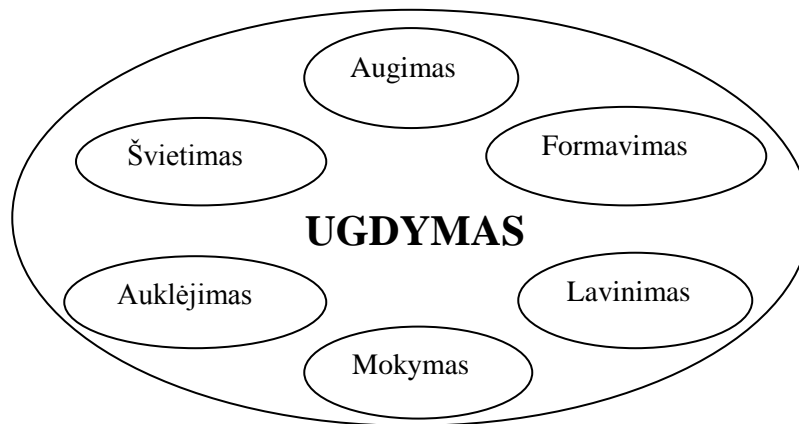 Augimas
Švietimas
Formavimas
UGDYMAS
Auklėjimas
Lavinimas
Mokymas